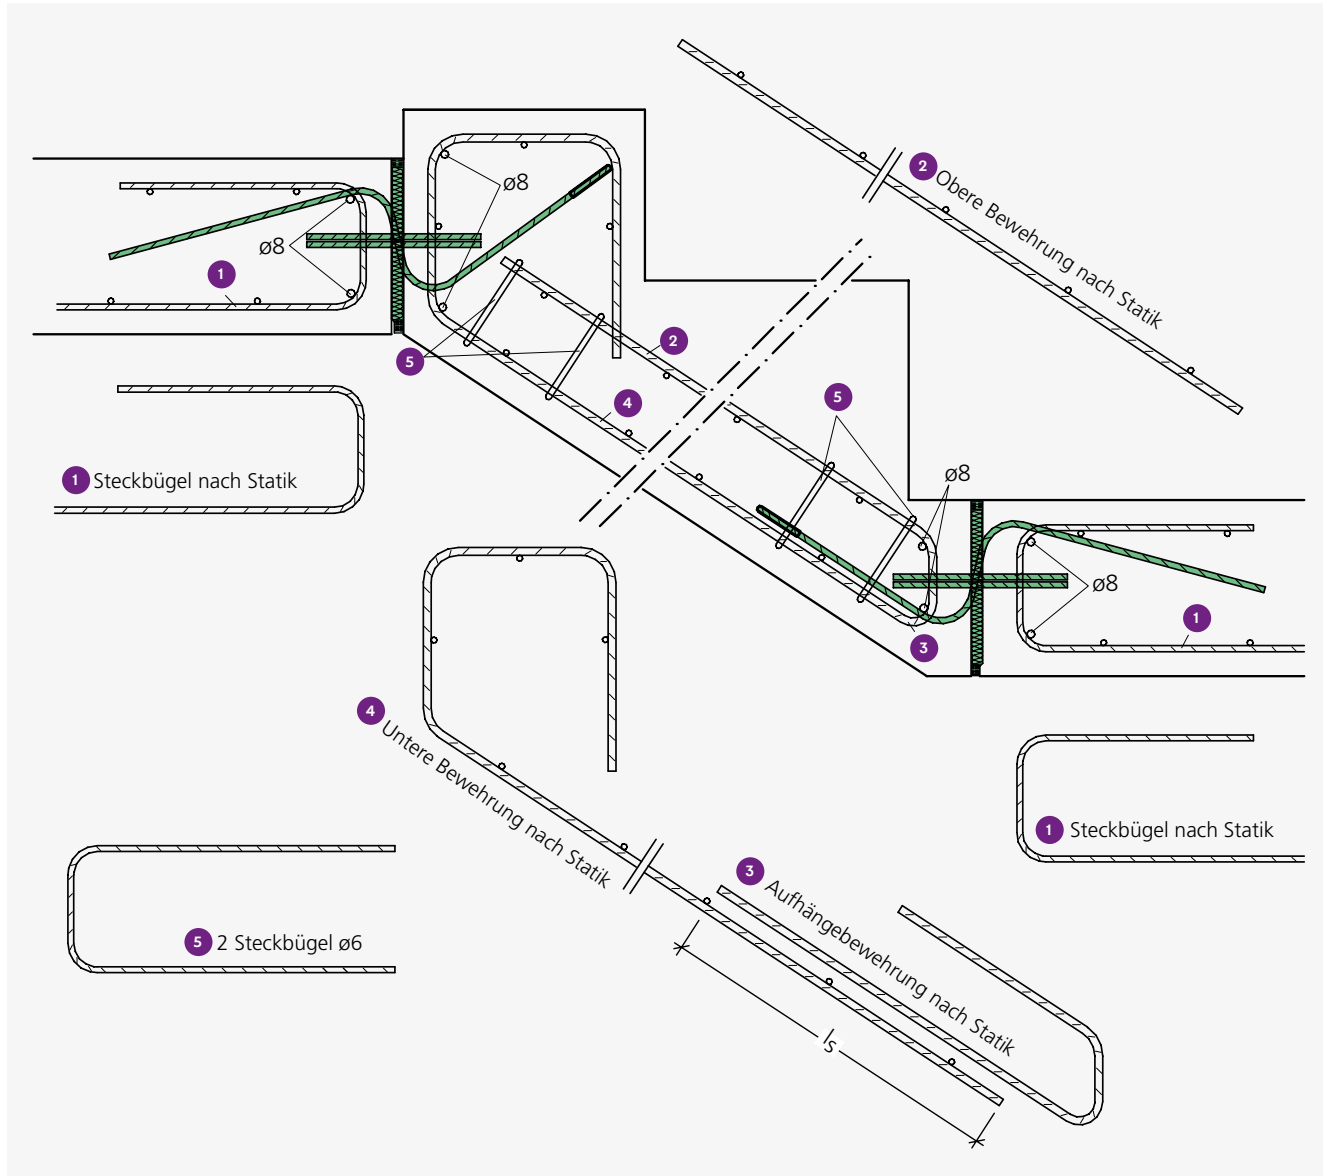 2 Obere Bewehrung nach Statik
ø8
ø8
1
5
2
4
5
ø8
ø8
1
3
1 Steckbügel nach Statik
4 Untere Bewehrung nach Statik
1 Steckbügel nach Statik
3 Aufhängebewehrung nach Statik
5 2 Steckbügel ø6
ls